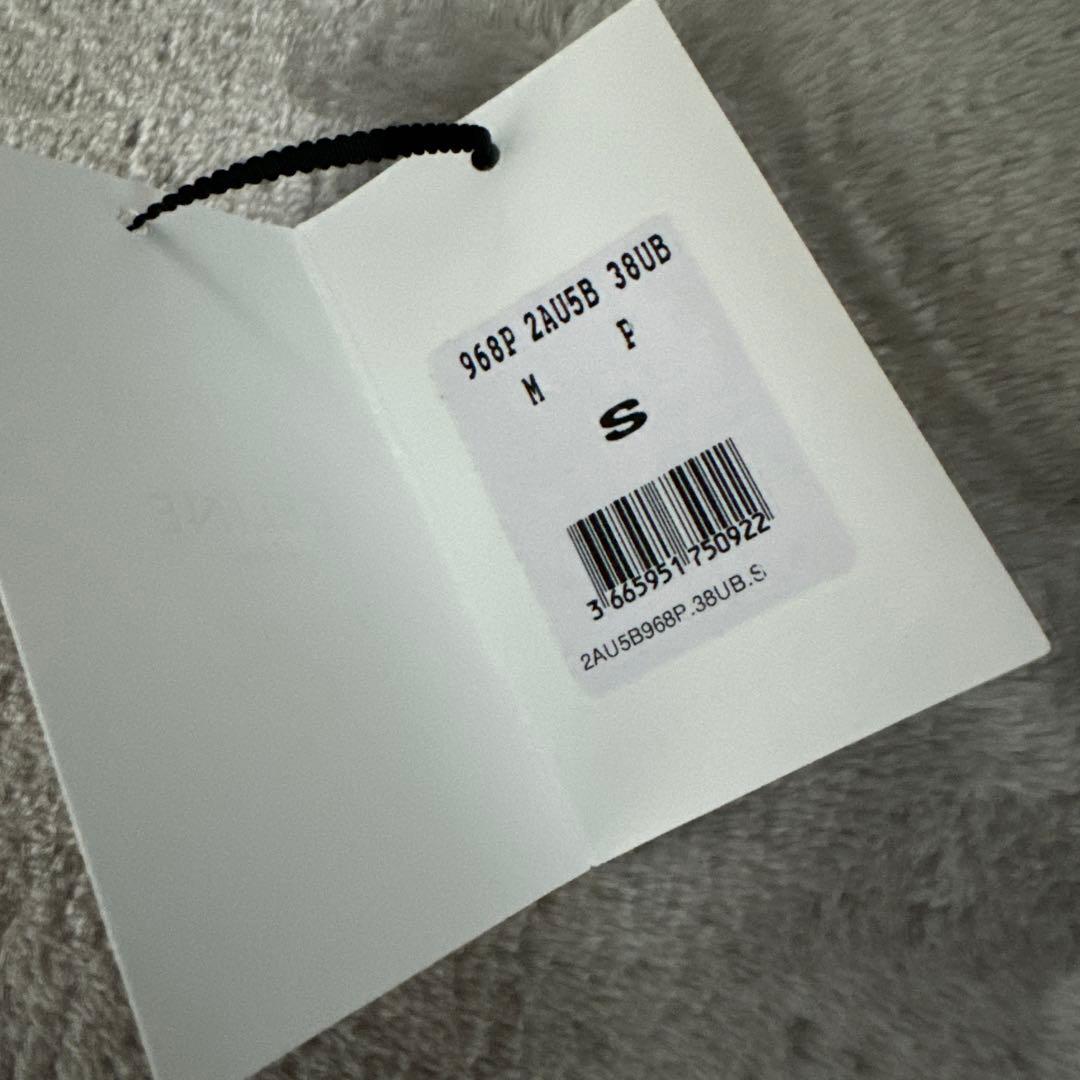 968P 2AU5B 38UB
M P
S
3 665951 750922
2AU5B968P.38UB.S